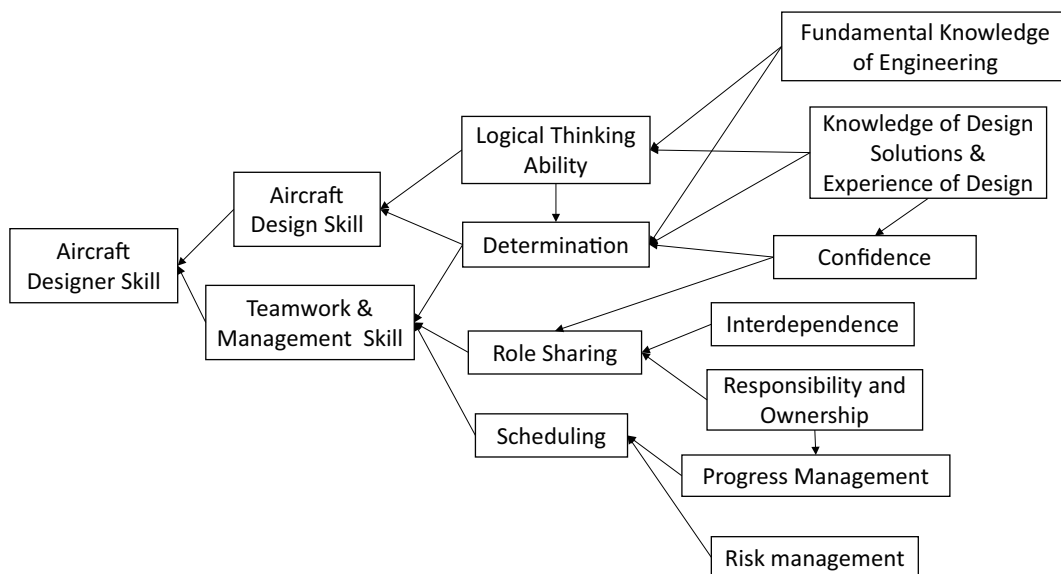 Fundamental Knowledge
of Engineering
Knowledge of Design
Solutions &
Experience of Design
Logical Thinking
Ability
Aircraft
Design Skill
Determination
Confidence
Aircraft
Designer Skill
Teamwork &
Management Skill
Interdependence
Role Sharing
Responsibility and
Ownership
Scheduling
Progress Management
Risk management